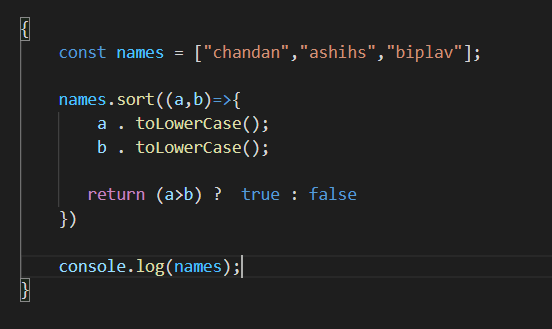 {
const names = ["chandan","ashihs","biplav"];
names.sort((a,b)=>{
a . toLowerCase();
b . toLowerCase();
return (a>b) ?  true : false
})
console.log(names);
}